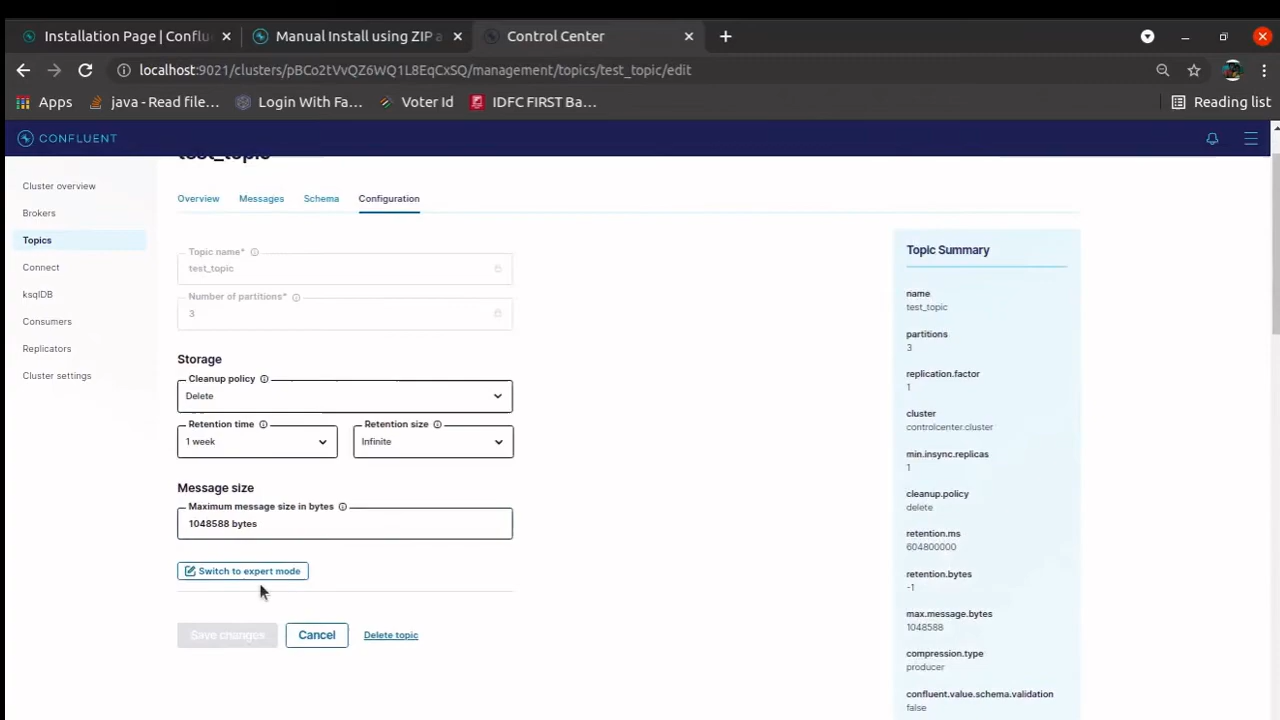 Installation Page | Conflu
Manual Install using ZIP a
Control Center
localhost:9021/clusters/pBCo2tVvQZ6WQ1L8EqCxSQ/management/topics/test_topic/edit
Apps
java - Read file...
Login With Fa...
Voter Id
IDFC FIRST Ba...
Reading list
CONFLUENT
test_topic
Cluster overview
Brokers
Topics
Connect
ksqlDB
Consumers
Replicators
Cluster settings
Overview
Messages
Schema
Configuration
Topic name*
test_topic
Number of partitions*
3
Storage
Cleanup policy
Delete
Retention time
1 week
Retention size
Infinite
Message size
Maximum message size in bytes
1048588 bytes
Switch to expert mode
Save changes
Cancel
Delete topic
Topic Summary
name
test_topic
partitions
3
replication.factor
1
cluster
controlcenter.cluster
min.insync.replicas
1
cleanup.policy
delete
retention.ms
604800000
retention.bytes
-1
max.message.bytes
1048588
compression.type
producer
confluent.value.schema.validation
false